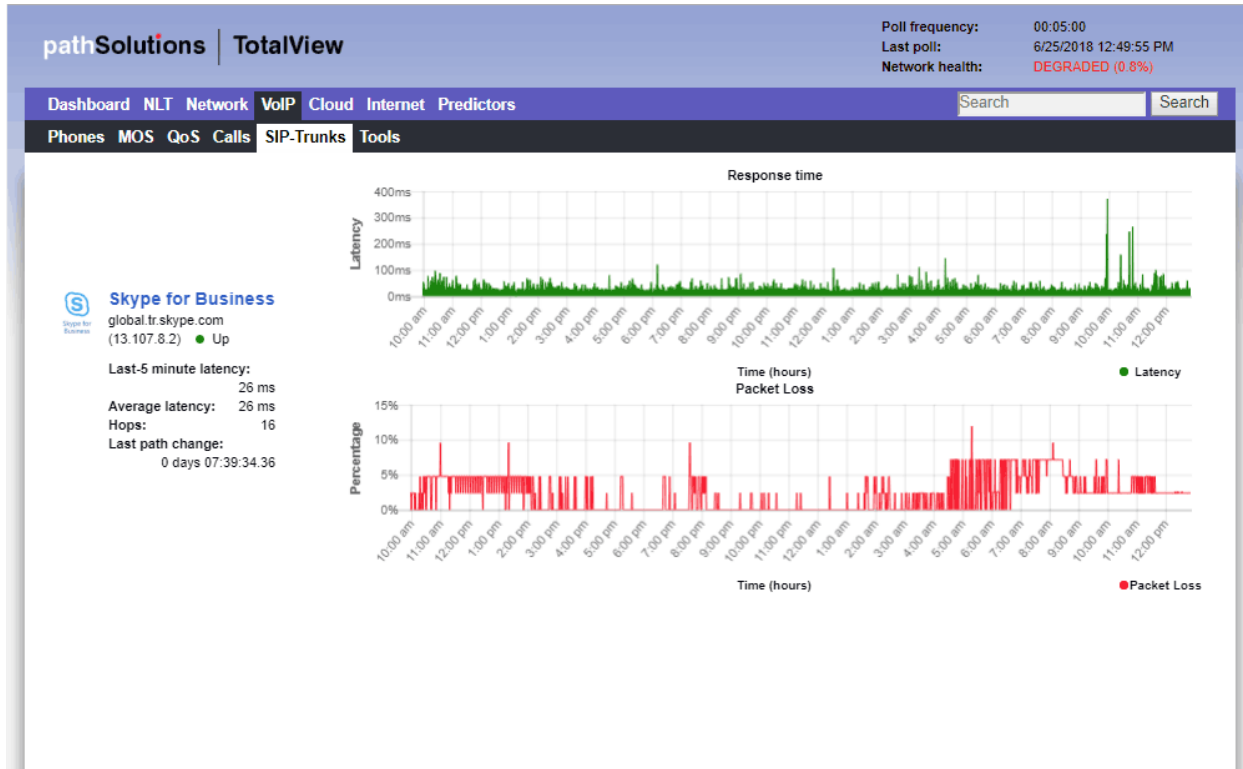 pathSolutions | TotalView
Poll frequency: 00:05:00
Last poll: 6/25/2018 12:49:55 PM
Network health: DEGRADED (0.8%)
Dashboard NLT Network VoIP Cloud Internet Predictors
Search Search
Phones MOS QoS Calls SIP-Trunks Tools
Skype for Business
Skype for Business
global.tr.skype.com
(13.107.8.2) Up
Last-5 minute latency:
26 ms
Average latency: 26 ms
Hops: 16
Last path change:
0 days 07:39:34.36
Response time
Latency
400ms
300ms
200ms
100ms
0ms
10:00 am 11:00 am 12:00 pm 1:00 pm 2:00 pm 3:00 pm 4:00 pm 5:00 pm 6:00 pm 7:00 pm 8:00 pm 9:00 pm 10:00 pm 11:00 pm 12:00 am 1:00 am 2:00 am 3:00 am 4:00 am 5:00 am 6:00 am 7:00 am 8:00 am 9:00 am 10:00 am 11:00 am 12:00 pm
Time (hours)
Latency
Packet Loss
Percentage
15%
10%
5%
0%
10:00 am 11:00 am 12:00 pm 1:00 pm 2:00 pm 3:00 pm 4:00 pm 5:00 pm 6:00 pm 7:00 pm 8:00 pm 9:00 pm 10:00 pm 11:00 pm 12:00 am 1:00 am 2:00 am 3:00 am 4:00 am 5:00 am 6:00 am 7:00 am 8:00 am 9:00 am 10:00 am 11:00 am 12:00 pm
Time (hours)
Packet Loss